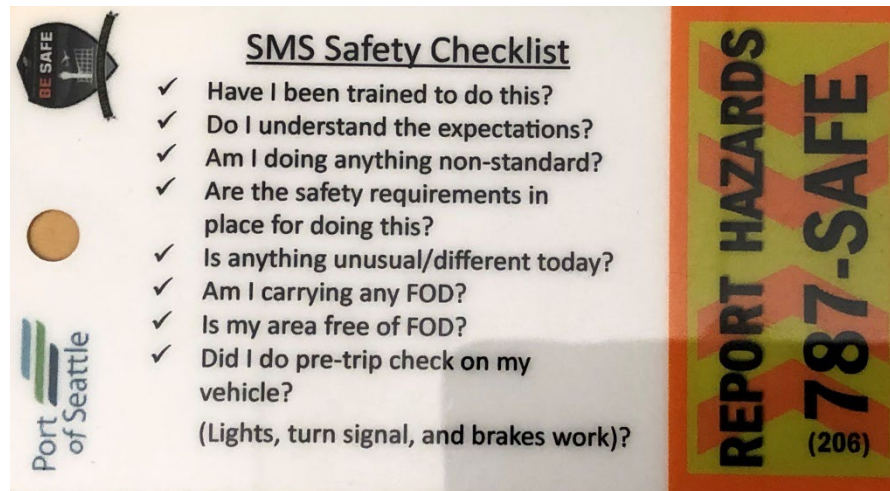 BE SAFE
SMS Safety Checklist
✓ Have I been trained to do this?
✓ Do I understand the expectations?
✓ Am I doing anything non-standard?
✓ Are the safety requirements in
place for doing this?
✓ Is anything unusual/different today?
✓ Am I carrying any FOD?
✓ Is my area free of FOD?
✓ Did I do pre-trip check on my
vehicle?
(Lights, turn signal, and brakes work)?
Port
of Seattle
REPORT HAZARDS
787-SAFE
(206)